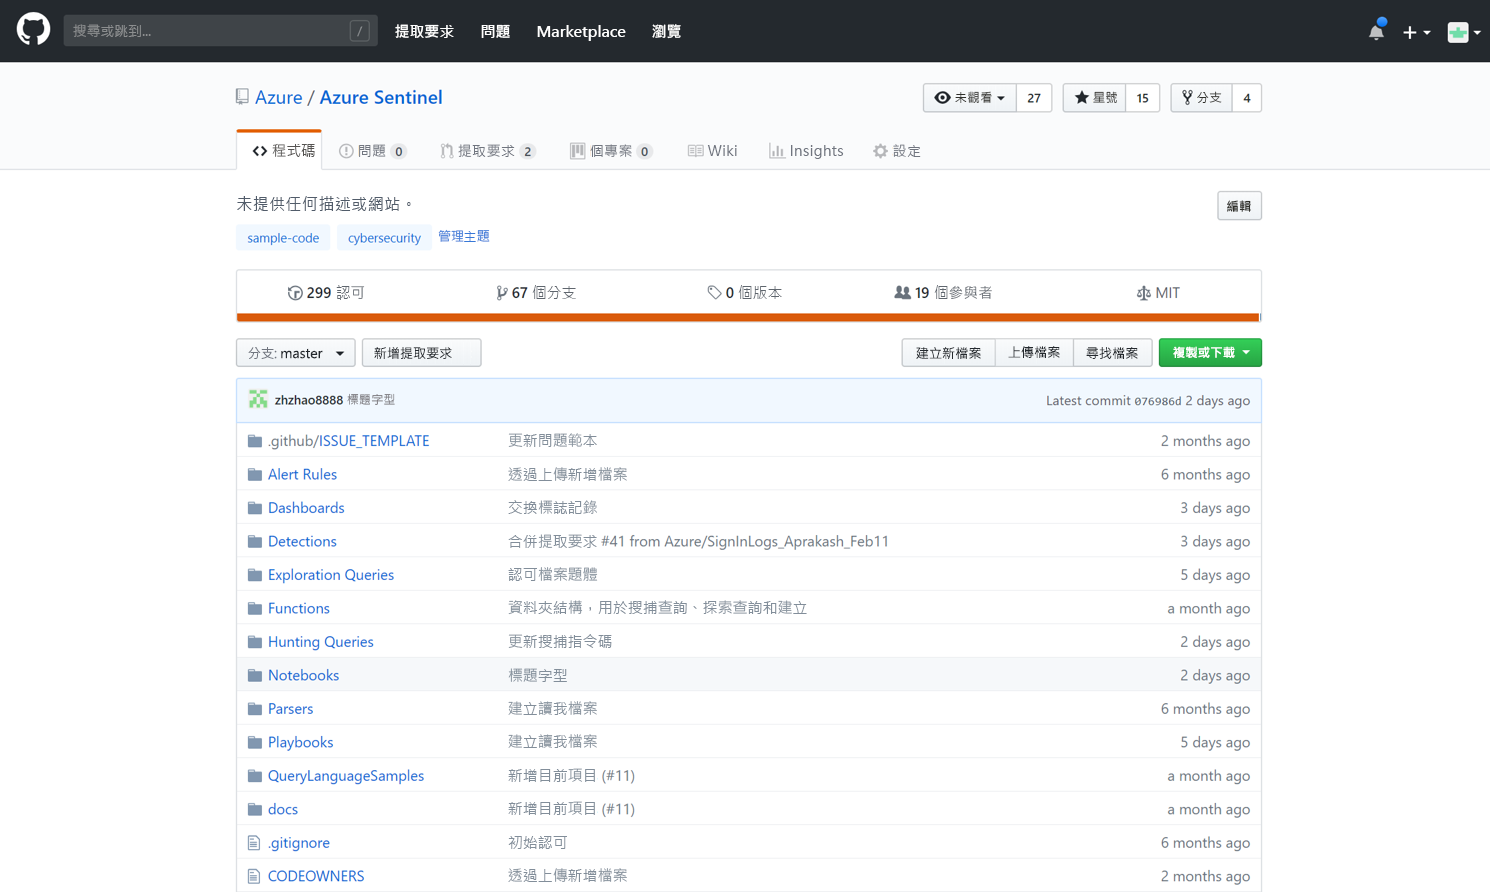 搜尋或跳到... / 提取要求 問題 Marketplace 瀏覽
Azure / Azure Sentinel 未觀看 27 星號 15 分支 4
程式碼 問題 0 提取要求 2 個專案 0 Wiki Insights 設定
未提供任何描述或網站。 編輯
sample-code cybersecurity 管理主題
299 認可 67 個分支 0 個版本 19 個參與者 MIT
分支: master 新增提取要求 建立新檔案 上傳檔案 尋找檔案 複製或下載
zhzhao8888 標題字型 Latest commit 076986d 2 days ago
.github/ISSUE_TEMPLATE 更新問題範本 2 months ago
Alert Rules 透過上傳新增檔案 6 months ago
Dashboards 交換標誌記錄 3 days ago
Detections 合併提取要求 #41 from Azure/SignInLogs_Aprakash_Feb11 3 days ago
Exploration Queries 認可檔案題體 5 days ago
Functions 資料夾結構，用於搜捕查詢、探索查詢和建立 a month ago
Hunting Queries 更新搜捕指令碼 2 days ago
Notebooks 標題字型 2 days ago
Parsers 建立讀我檔案 6 months ago
Playbooks 建立讀我檔案 5 days ago
QueryLanguageSamples 新增目前項目 (#11) a month ago
docs 新增目前項目 (#11) a month ago
.gitignore 初始認可 6 months ago
CODEOWNERS 透過上傳新增檔案 2 months ago